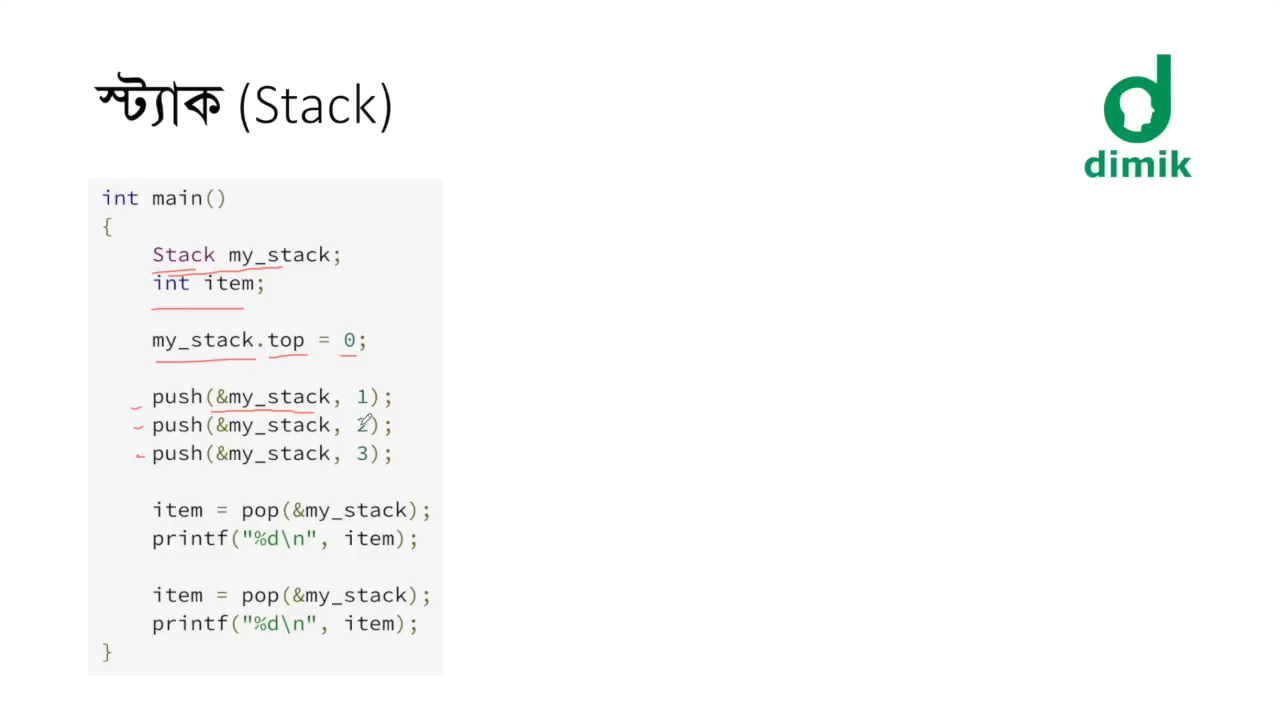 স্ট্যাক (Stack)
dimik
int main()
{
Stack my_stack;
int item;
my_stack.top = 0;
push(&my_stack, 1);
push(&my_stack, 2);
push(&my_stack, 3);
item = pop(&my_stack);
printf("%d\n", item);
item = pop(&my_stack);
printf("%d\n", item);
}